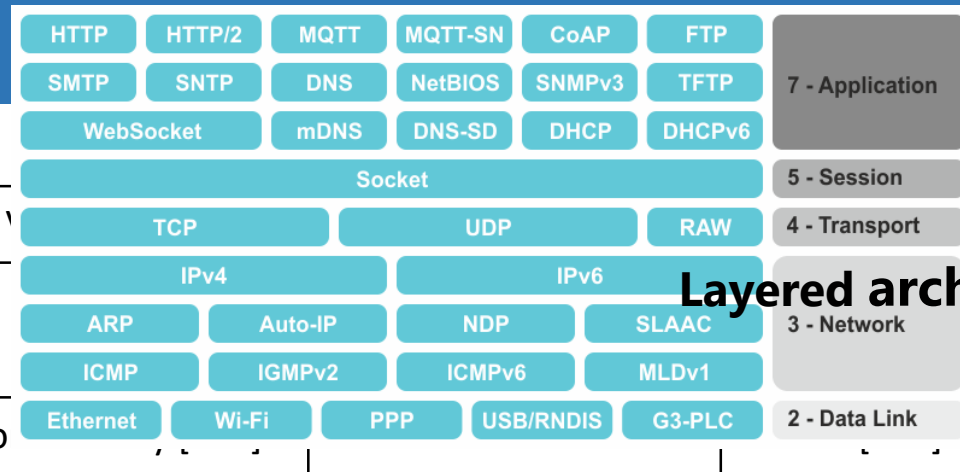 HTTP HTTP/2 MQTT MQTT-SN CoAP FTP
SMTP SNTP DNS NetBIOS SNMPv3 TFTP 7 - Application
WebSocket mDNS DNS-SD DHCP DHCPv6
Socket 5 - Session
TCP UDP RAW 4 - Transport
IPv4 IPv6
Layered
ARP Auto-IP NDP SLAAC 3 - Network
ICMP IGMPv2 ICMPv6 MLDv1
Ethernet Wi-Fi PPP USB/RNDIS G3-PLC 2 - Data Link